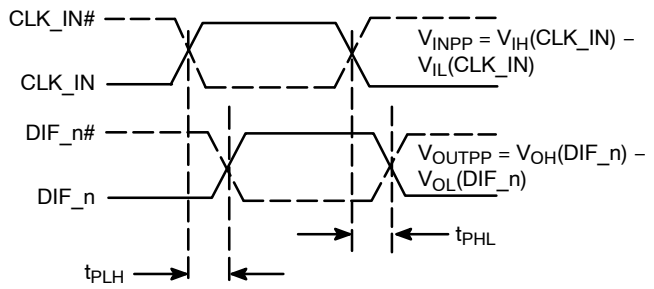 CLK_IN#
CLK_IN
V_INPP = V_IH(CLK_IN) –
V_IL(CLK_IN)
DIF_n#
DIF_n
V_OUTPP = V_OH(DIF_n) –
V_OL(DIF_n)
t_PHL
t_PLH